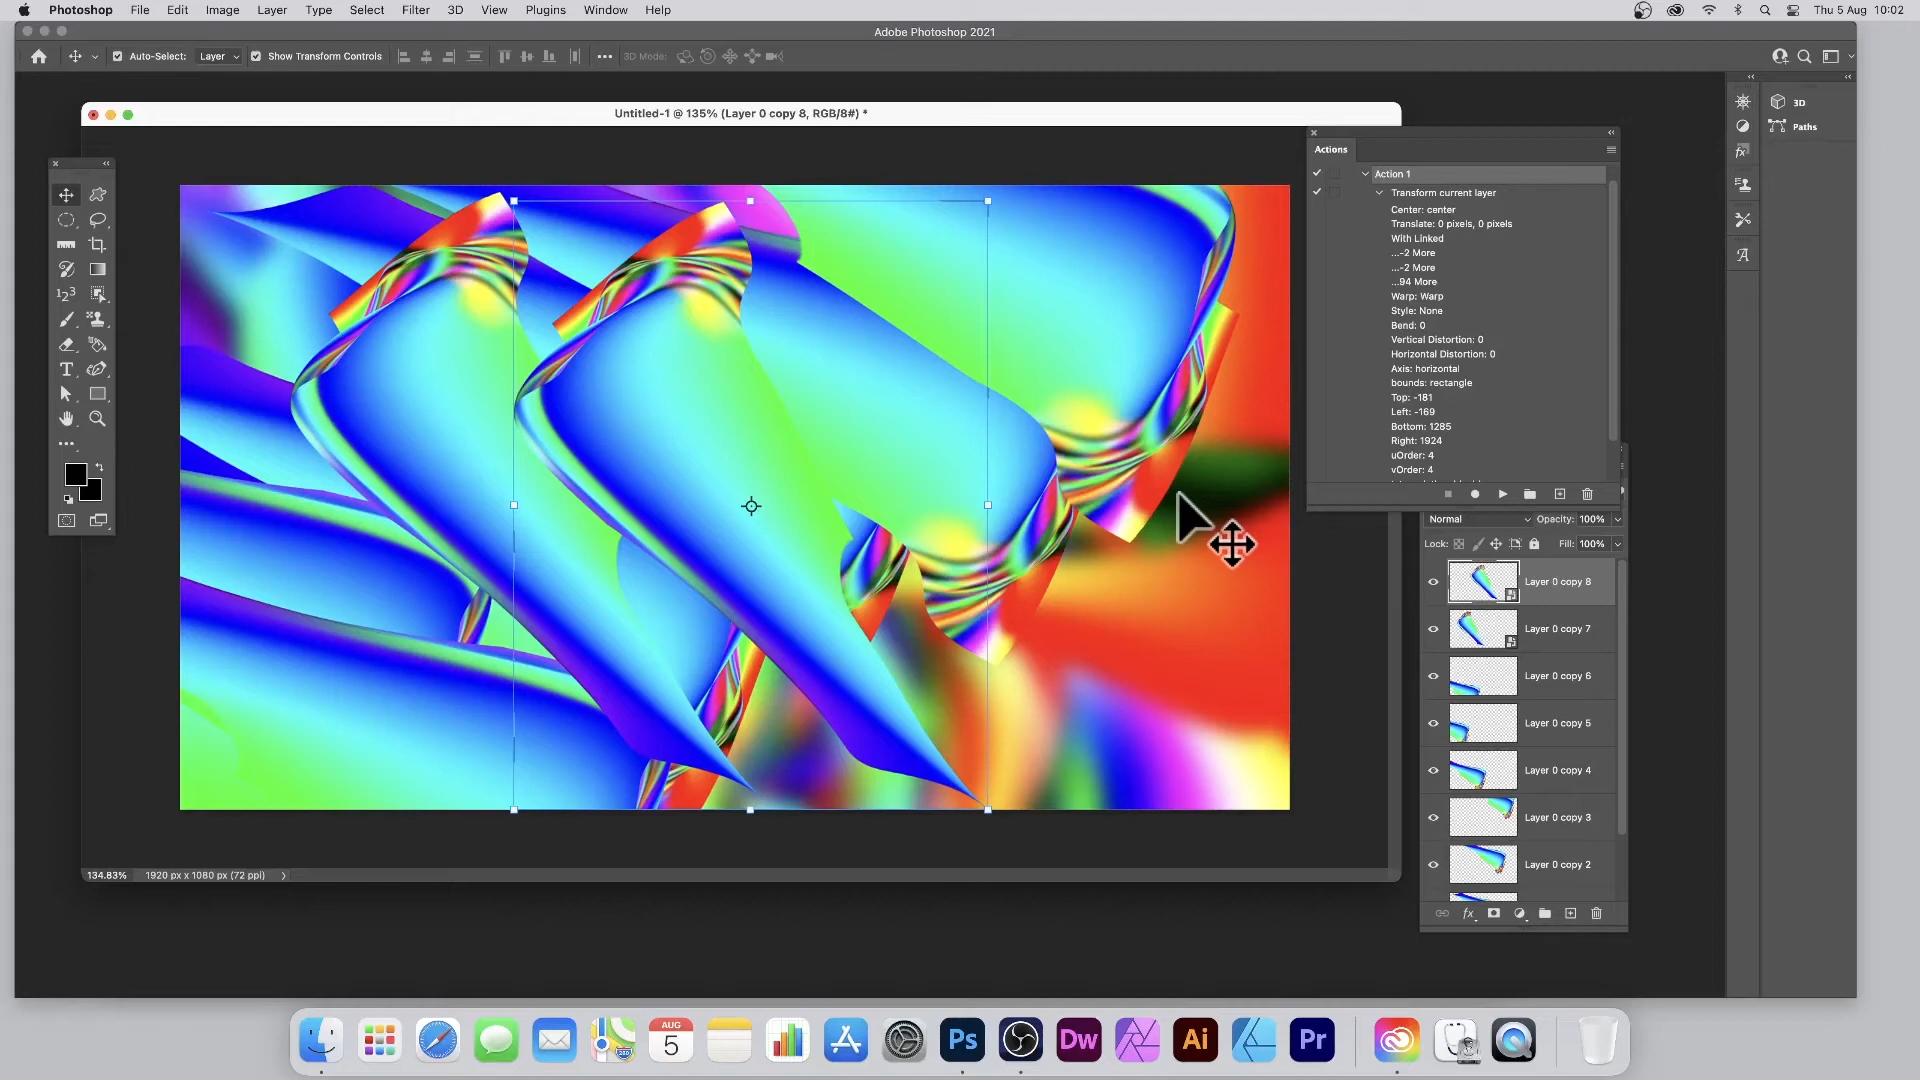 Photoshop File Edit Image Layer Type Select Filter 3D View Plugins Window Help Thu 5 Aug 10:02
Adobe Photoshop 2021
Auto-Select: Layer Show Transform Controls 3D Mode:
Untitled-1 @ 135% (Layer 0 copy 8, RGB/8#) *
3D
Paths
Actions
Action 1
Transform current layer
Center: center
Translate: 0 pixels, 0 pixels
With Linked
...-2 More
...-2 More
...94 More
Warp: Warp
Style: None
Bend: 0
Vertical Distortion: 0
Horizontal Distortion: 0
Axis: horizontal
bounds: rectangle
Top: -181
Left: -169
Bottom: 1285
Right: 1924
uOrder: 4
vOrder: 4
Normal Opacity: 100%
Lock: Fill: 100%
Layer 0 copy 8
Layer 0 copy 7
Layer 0 copy 6
Layer 0 copy 5
Layer 0 copy 4
Layer 0 copy 3
Layer 0 copy 2
134.83% 1920 px x 1080 px (72 ppi)
AUG
5
Ps Dw Ai Pr